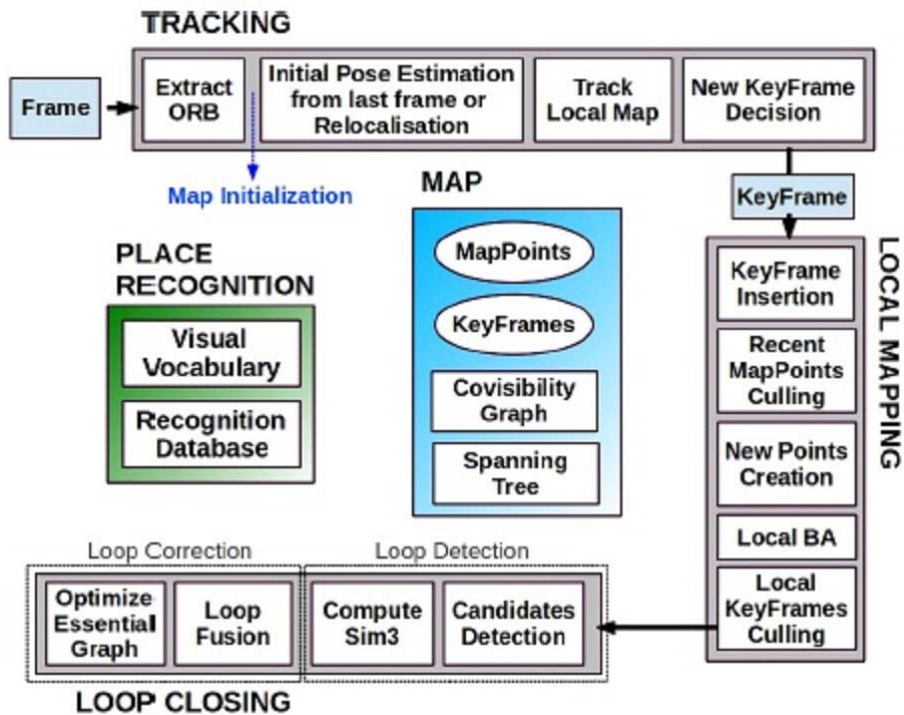 TRACKING
Frame
Extract
ORB
Initial Pose Estimation
from last frame or
Relocalisation
Track
Local Map
New KeyFrame
Decision
Map Initialization
KeyFrame
MAP
MapPoints
KeyFrames
Covisibility
Graph
Spanning
Tree
PLACE
RECOGNITION
Visual
Vocabulary
Recognition
Database
LOCAL MAPPING
KeyFrame
Insertion
Recent
MapPoints
Culling
New Points
Creation
Local BA
Local
KeyFrames
Culling
Loop Correction
Loop Detection
Optimize
Essential
Graph
Loop
Fusion
Compute
Sim3
Candidates
Detection
LOOP CLOSING